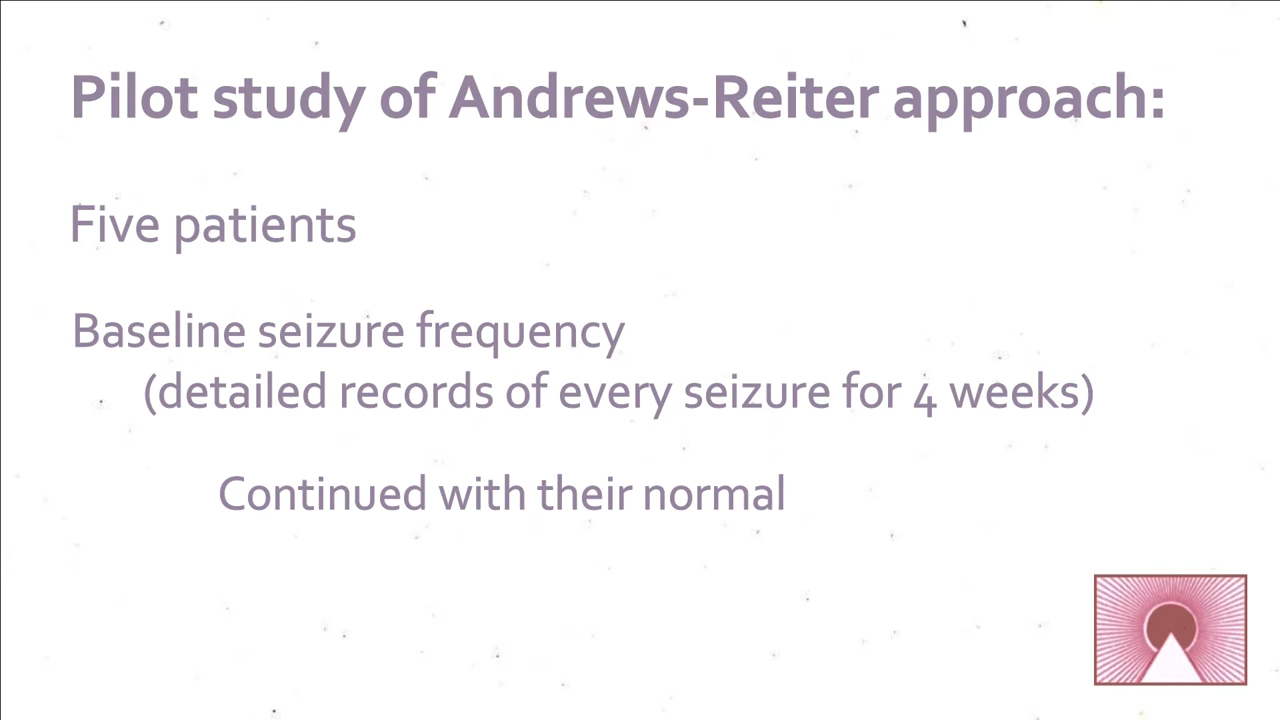 Pilot study of Andrews-Reiter approach:
Five patients
Baseline seizure frequency
(detailed records of every seizure for 4 weeks)
Continued with their normal